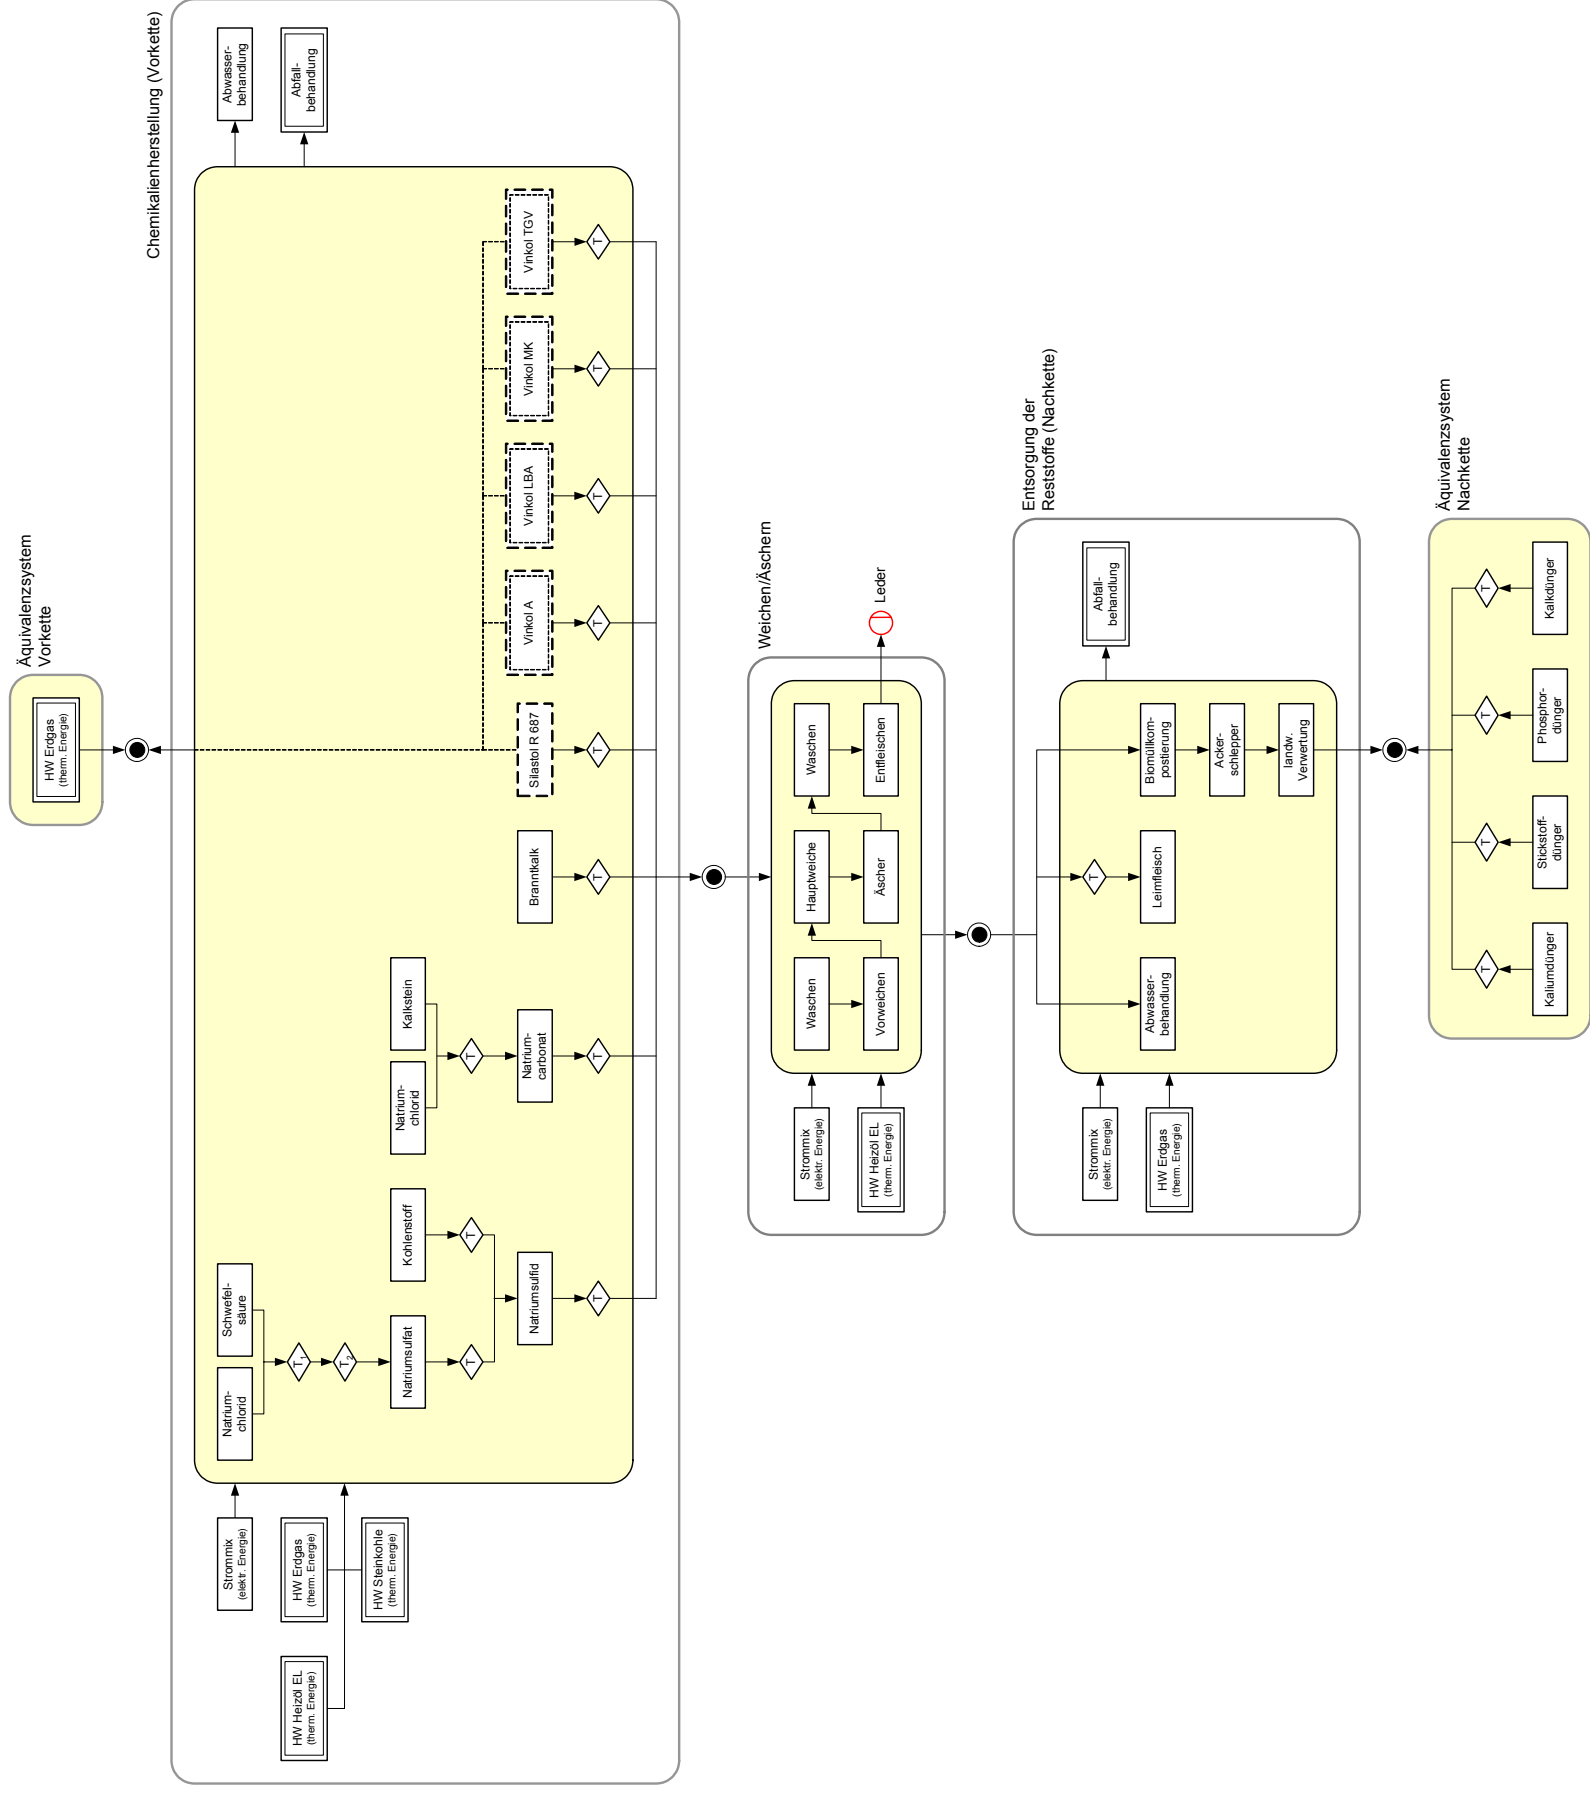 Äquivalenzsystem
Vorkette
HW Erdgas
(therm. Energie)
Chemikalienherstellung (Vorkette)
HW Heizöl EL
(therm. Energie)
Strommix
(elektr. Energie)
HW Erdgas
(therm. Energie)
HW Steinkohle
(therm. Energie)
Natrium-
chlorid
Schwefel-
säure
T1
T2
Natriumsulfat
Kohlenstoff
T
T
Natriumsulfid
T
Natrium-
chlorid
Kalkstein
T
Natrium-
carbonat
T
Branntkalk
T
Silastol R 687
T
Vinkol A
T
Vinkol LBA
T
Vinkol MK
T
Vinkol TGV
T
Abwasser-
behandlung
Abfall-
behandlung
Weichen/Äschern
Strommix
(elektr. Energie)
HW Heizöl EL
(therm. Energie)
Waschen
Vorweichen
Hauptweiche
Äscher
Waschen
Entfleischen
Leder
Entsorgung der
Reststoffe (Nachkette)
Strommix
(elektr. Energie)
HW Erdgas
(therm. Energie)
Abwasser-
behandlung
T
Leimfleisch
Biomüllkom-
postierung
Acker-
schlepper
landw.
Verwertung
Abfall-
behandlung
Äquivalenzsystem
Nachkette
T
T
T
T
Kaliumdünger
Stickstoff-
dünger
Phosphor-
dünger
Kalkdünger